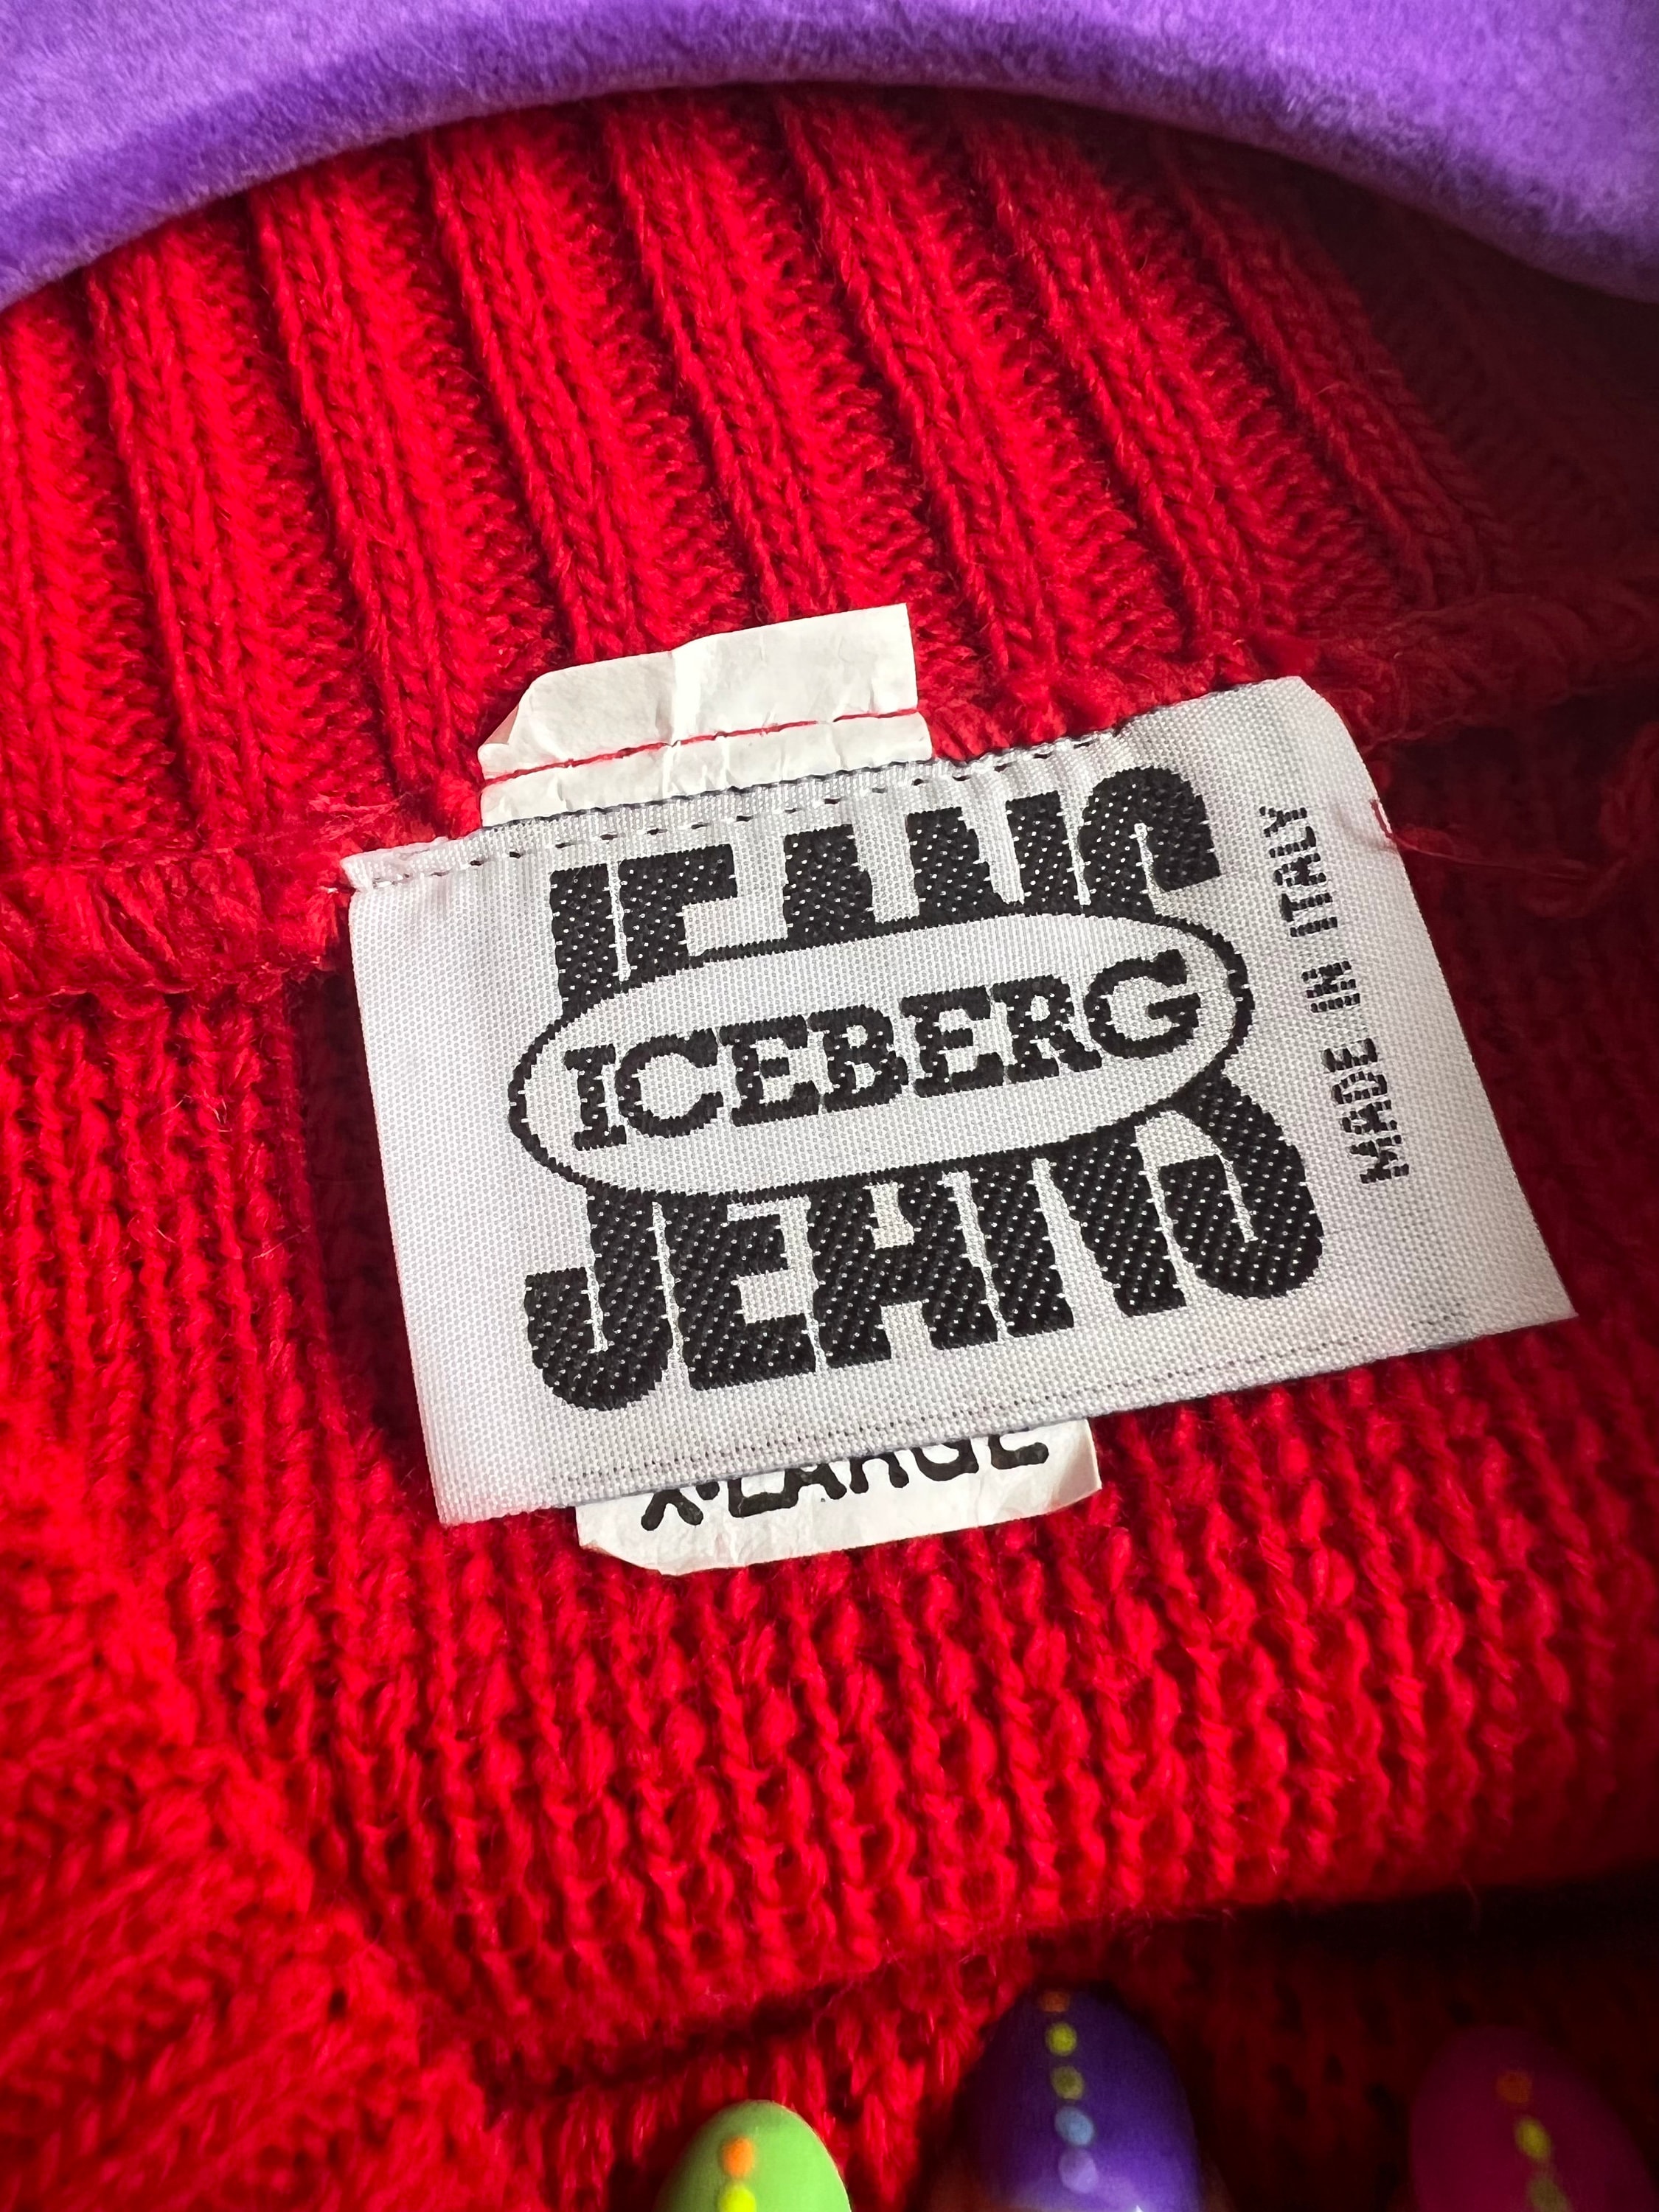 JEANS
ICEBERG
JEANS
MADE IN ITALY
X-LARGE